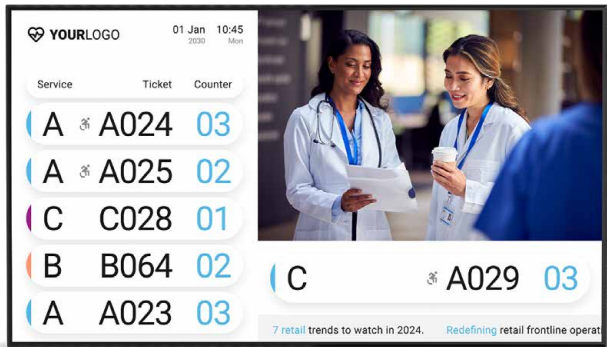 YOURLOGO
01 Jan 10:45
2030 Mon
Service Ticket Counter
A A024 03
A A025 02
C C028 01
B B064 02
A A023 03
C A029 03
7 retail trends to watch in 2024. Redefining retail frontline operat